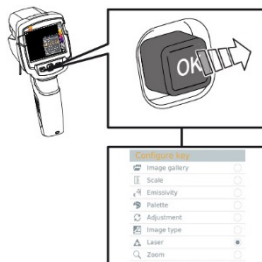 OK
Configure key
Image gallery
Scale
Emissivity
Palette
Adjustment
Image type
Laser
Zoom